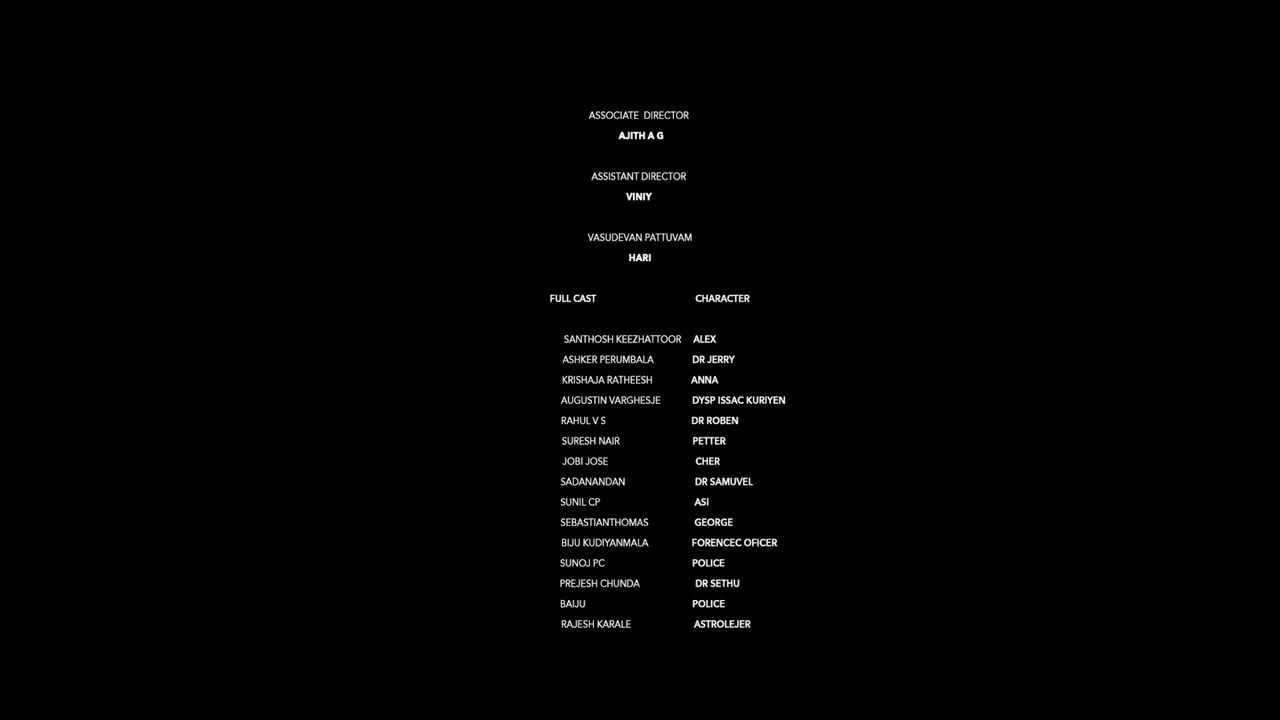 ASSOCIATE DIRECTOR
AJITH A G
ASSISTANT DIRECTOR
VINIY
VASUDEVAN PATTUVAM
HARI
FULL CAST CHARACTER
SANTHOSH KEEZHATTOOR ALEX
ASHKER PERUMBALA DR JERRY
KRISHAJA RATHEESH ANNA
AUGUSTIN VARGHESJE DYSP ISSAC KURIYEN
RAHUL V S DR ROBEN
SURESH NAIR PETTER
JOBI JOSE CHER
SADANANDAN DR SAMUVEL
SUNIL CP ASI
SEBASTIANTHOMAS GEORGE
BIJU KUDIYANMALA FORENCEC OFICER
SUNOJ PC POLICE
PREJESH CHUNDA DR SETHU
BAIJU POLICE
RAJESH KARALE ASTROLEJER